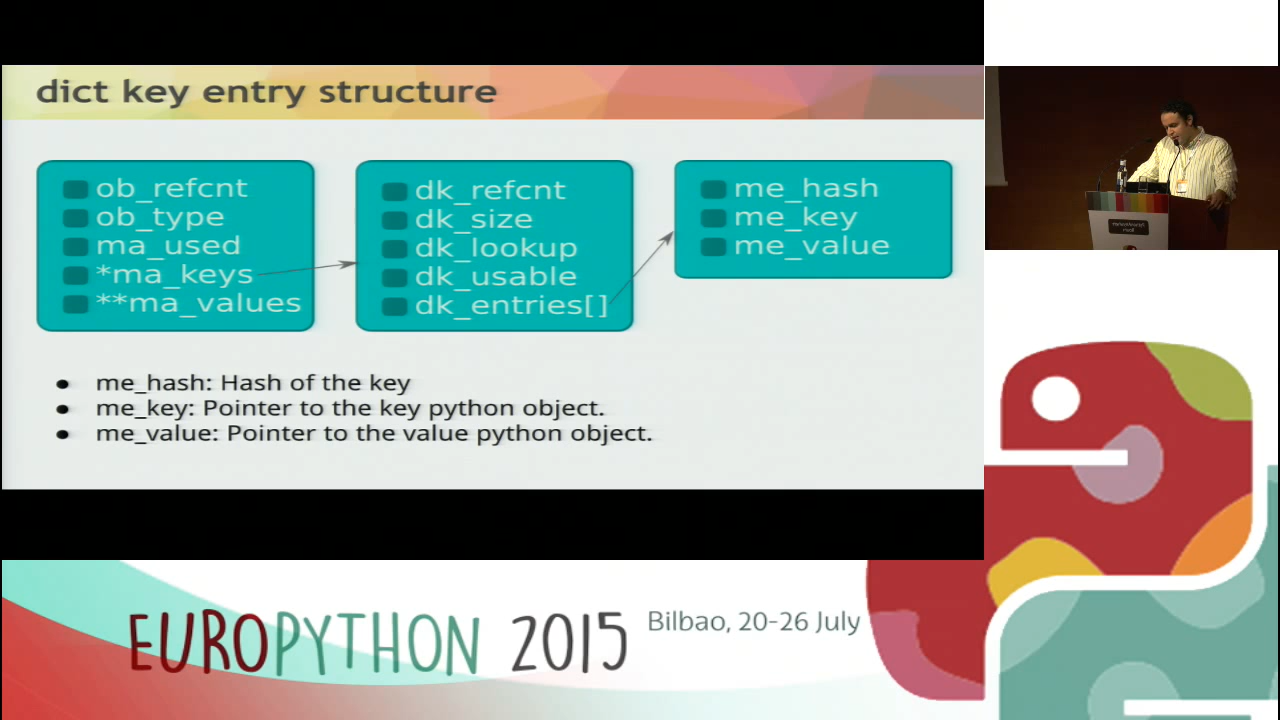 dict key entry structure
ob_refcnt
ob_type
ma_used
*ma_keys
**ma_values
dk_refcnt
dk_size
dk_lookup
dk_usable
dk_entries[]
me_hash
me_key
me_value
● me_hash: Hash of the key
● me_key: Pointer to the key python object.
● me_value: Pointer to the value python object.
EUROPYTHON 2015
Bilbao, 20-26 July